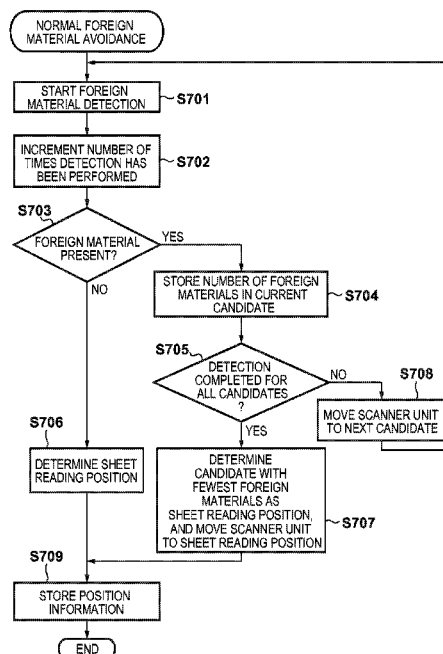 NORMAL FOREIGN
MATERIAL AVOIDANCE
START FOREIGN
MATERIAL DETECTION
S701
INCREMENT NUMBER OF
TIMES DETECTION HAS
BEEN PERFORMED
S702
S703
FOREIGN MATERIAL
PRESENT?
YES
NO
STORE NUMBER OF FOREIGN
MATERIALS IN CURRENT
CANDIDATE
S704
S705
DETECTION
COMPLETED FOR
ALL CANDIDATES
?
NO
YES
S708
MOVE SCANNER UNIT
TO NEXT CANDIDATE
S706
DETERMINE SHEET
READING POSITION
DETERMINE
CANDIDATE WITH
FEWEST FOREIGN
MATERIALS AS
SHEET READING POSITION,
AND MOVE SCANNER UNIT
TO SHEET READING POSITION
S707
S709
STORE POSITION
INFORMATION
END